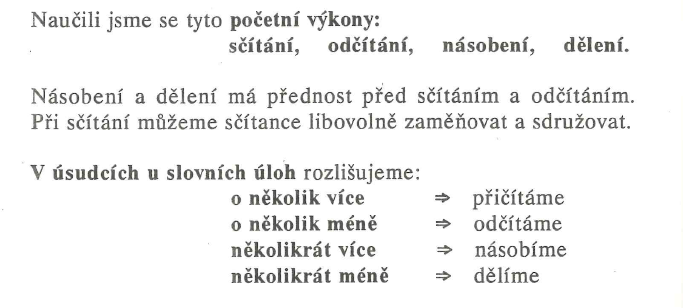 Naučili jsme se tyto početní výkony:
sčítání, odčítání, násobení, dělení.
Násobení a dělení má přednost před sčítáním a odčítáním.
Při sčítání můžeme sčítance libovolně zaměňovat a sdružovat.
V úsudcích u slovních úloh rozlišujeme:
o několik více ⇒ přičítáme
o několik méně ⇒ odčítáme
několikrát více ⇒ násobíme
několikrát méně ⇒ dělíme